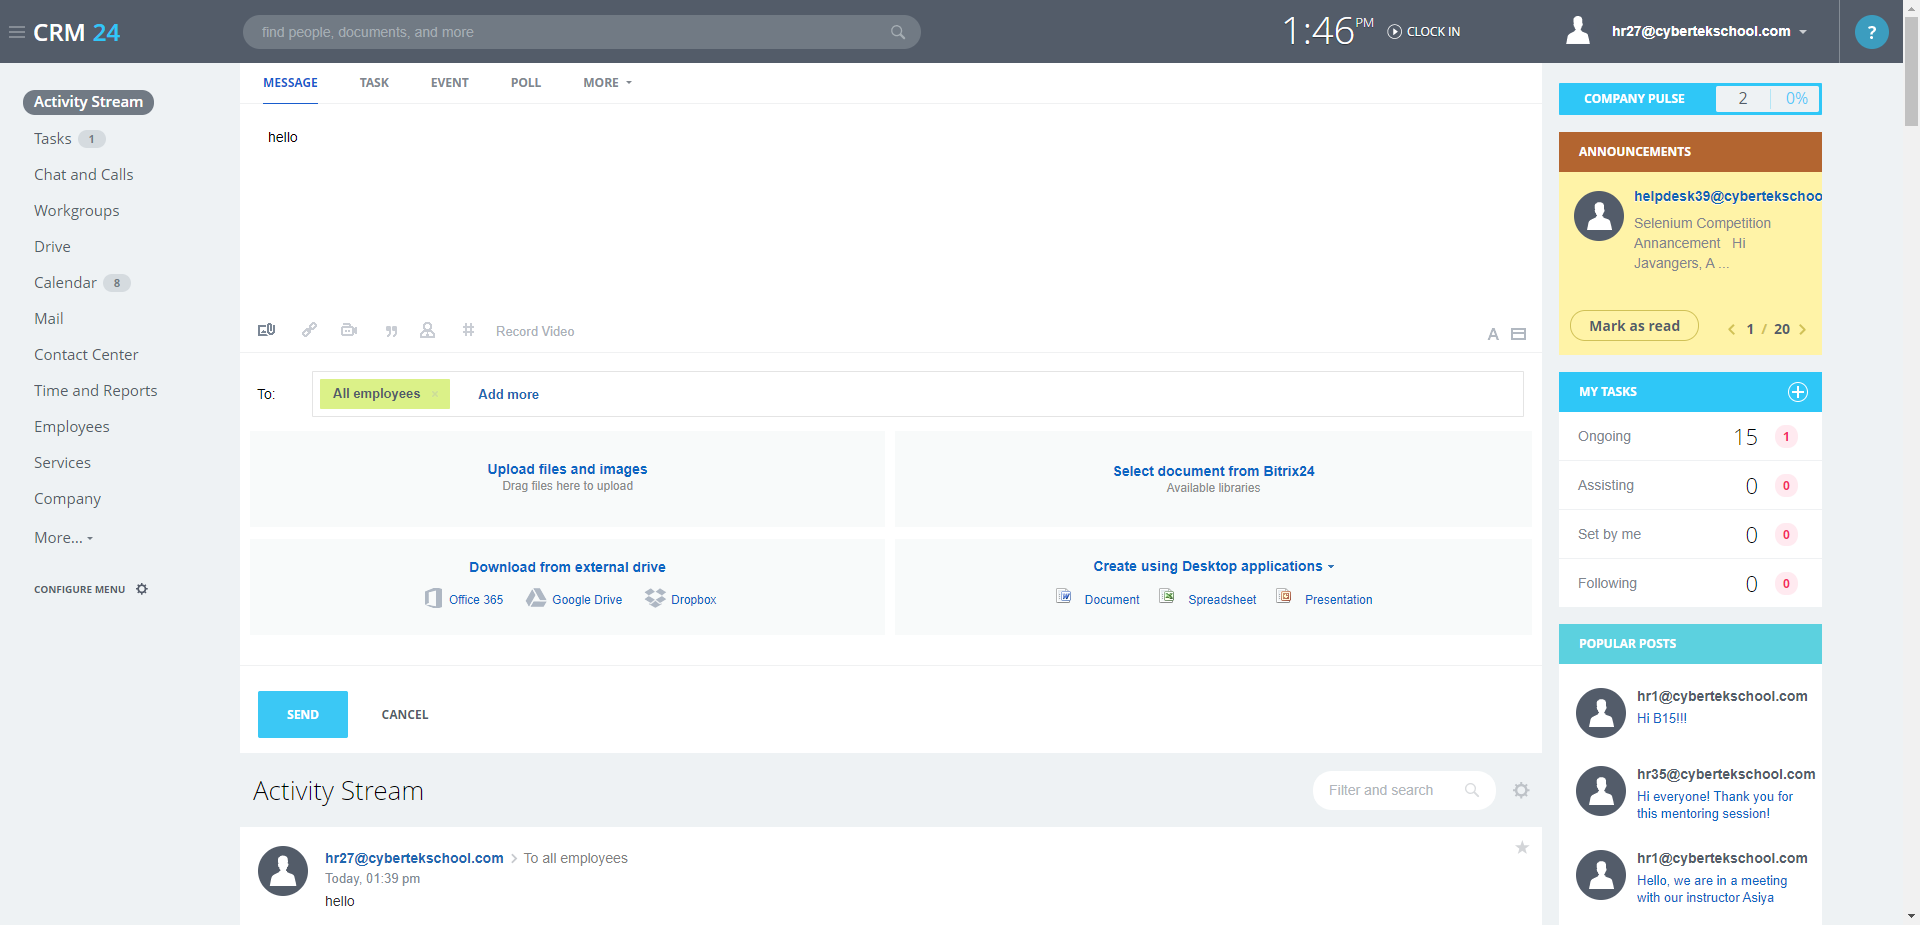 CRM 24
find people, documents, and more
1:46 PM
CLOCK IN
hr27@cybertekschool.com
?
Activity Stream
Tasks 1
Chat and Calls
Workgroups
Drive
Calendar 8
Mail
Contact Center
Time and Reports
Employees
Services
Company
More...
CONFIGURE MENU
MESSAGE TASK EVENT POLL MORE
hello
Record Video
A
To: All employees × Add more
Upload files and images
Drag files here to upload
Select document from Bitrix24
Available libraries
Download from external drive
Office 365 Google Drive Dropbox
Create using Desktop applications
Document Spreadsheet Presentation
SEND CANCEL
Activity Stream
Filter and search
hr27@cybertekschool.com > To all employees
Today, 01:39 pm
hello
COMPANY PULSE 2 0%
ANNOUNCEMENTS
helpdesk39@cybertekschoo
Selenium Competition
Annancement Hi
Javangers, A ...
Mark as read
1 / 20
MY TASKS
Ongoing 15 1
Assisting 0 0
Set by me 0 0
Following 0 0
POPULAR POSTS
hr1@cybertekschool.com
Hi B15!!!
hr35@cybertekschool.com
Hi everyone! Thank you for
this mentoring session!
hr1@cybertekschool.com
Hello, we are in a meeting
with our instructor Asiya